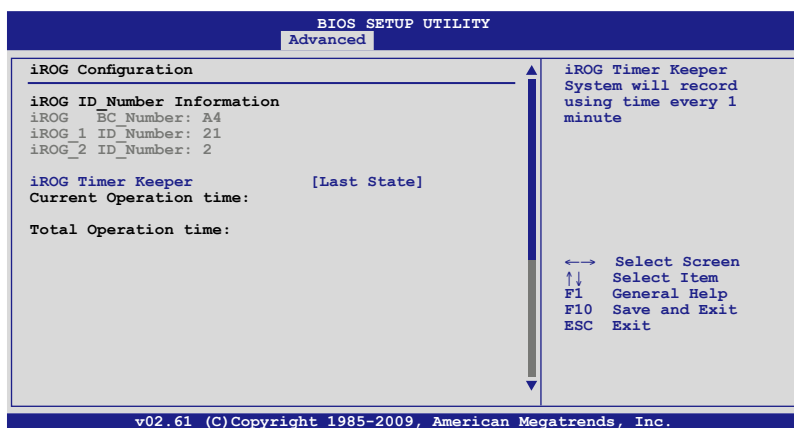 BIOS SETUP UTILITY
Advanced
iROG Configuration
iROG ID_Number Information
iROG BC_Number: A4
iROG_1 ID_Number: 21
iROG_2 ID_Number: 2
iROG Timer Keeper [Last State]
Current Operation time:
Total Operation time:
iROG Timer Keeper
System will record
using time every 1
minute
←→ Select Screen
↑↓ Select Item
F1 General Help
F10 Save and Exit
ESC Exit
v02.61 (C)Copyright 1985-2009, American Megatrends, Inc.